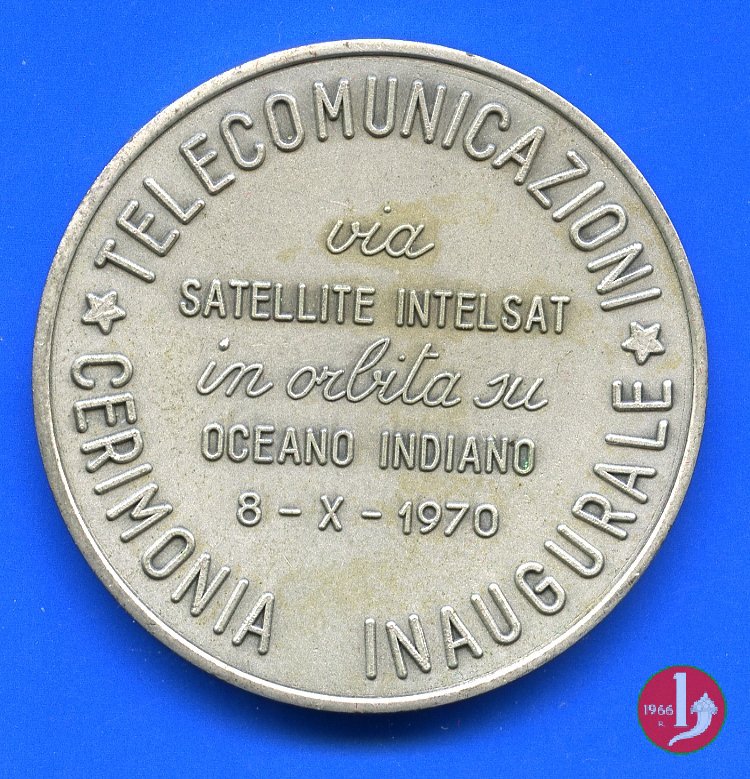 TELECOMUNICAZIONI
via
SATELLITE INTELSAT
in orbita su
OCEANO INDIANO
8-X-1970
CERIMONIA INAUGURALE
1966
R